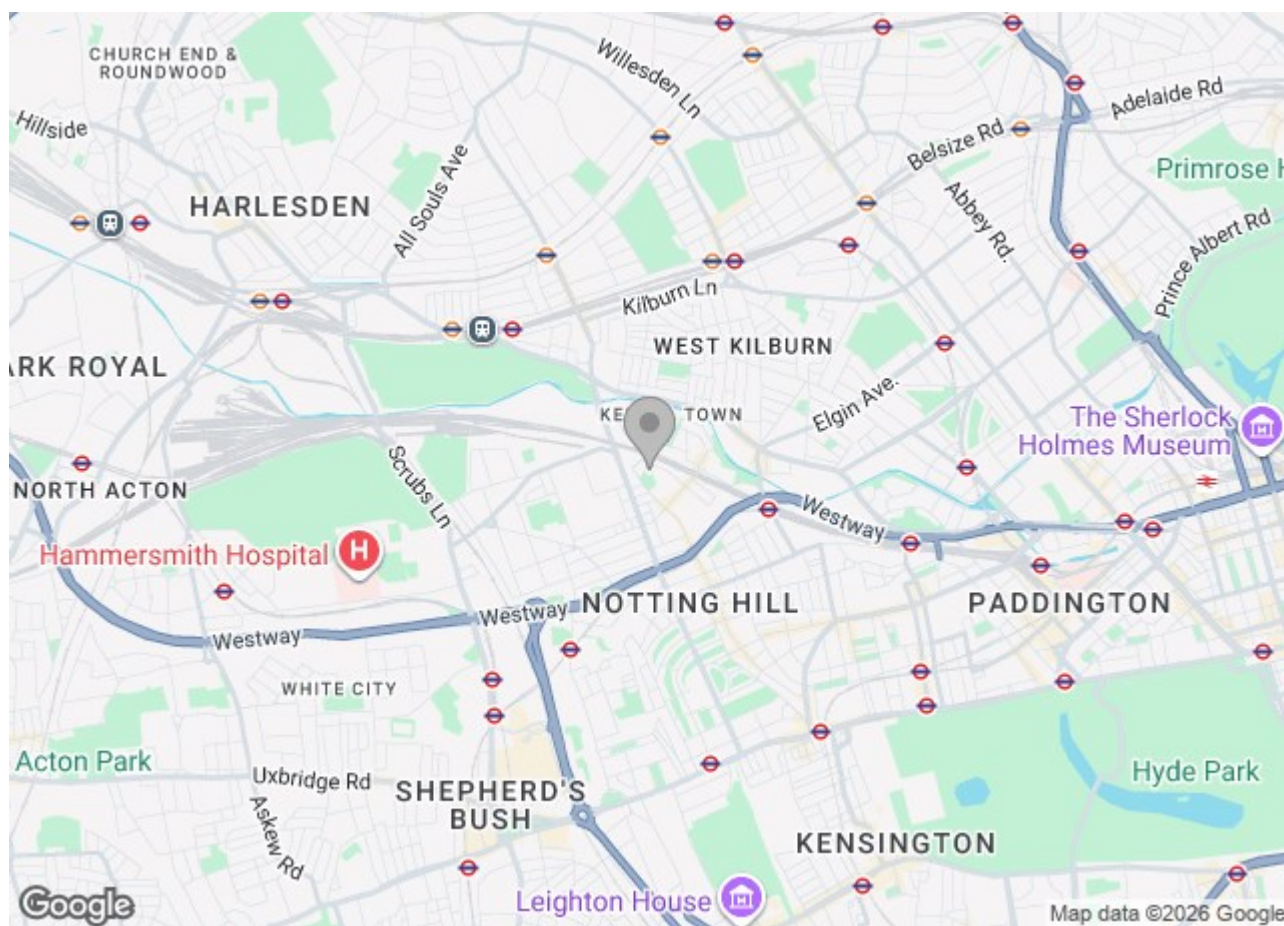 CHURCH END &
ROUNDWOOD
Willesden Ln
Adelaide Rd
Hillside
Belsize Rd
Primrose H
HARLESDEN
All Souls Ave
Abbey Rd.
Prince Albert Rd
Kilburn Ln
WEST KILBURN
ARK ROYAL
Elgin Ave.
KE
TOWN
The Sherlock
Holmes Museum
NORTH ACTON
Scrubs Ln
Westway
Hammersmith Hospital
H
Westway
NOTTING HILL
PADDINGTON
Westway
WHITE CITY
Acton Park
Uxbridge Rd
SHEPHERD'S
BUSH
Hyde Park
Askew Rd
KENSINGTON
Leighton House
Google
Map data ©2026 Google